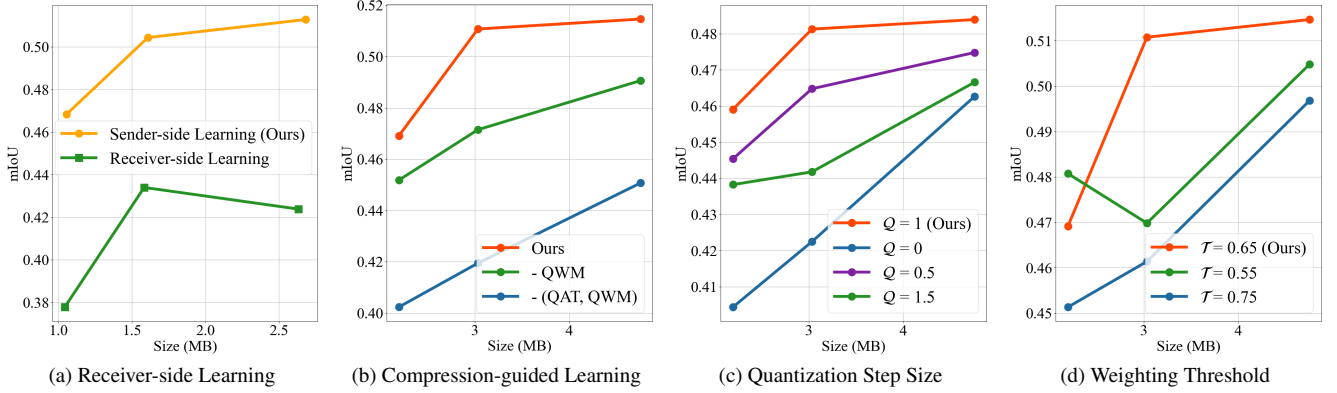 0.50
0.48
0.46
0.44
0.42
0.40
0.38
mIoU
1.0
1.5
2.0
2.5
Size (MB)
Sender-side Learning (Ours)
Receiver-side Learning
(a) Receiver-side Learning
0.52
0.50
0.48
0.46
0.44
0.42
0.40
mIoU
3
4
Size (MB)
Ours
- QWM
- (QAT, QWM)
(b) Compression-guided Learning
0.48
0.47
0.46
0.45
0.44
0.43
0.42
0.41
mIoU
3
4
Size (MB)
𝒬 = 1 (Ours)
𝒬 = 0
𝒬 = 0.5
𝒬 = 1.5
(c) Quantization Step Size
0.51
0.50
0.49
0.48
0.47
0.46
0.45
mIoU
3
4
Size (MB)
𝒯 = 0.65 (Ours)
𝒯 = 0.55
𝒯 = 0.75
(d) Weighting Threshold